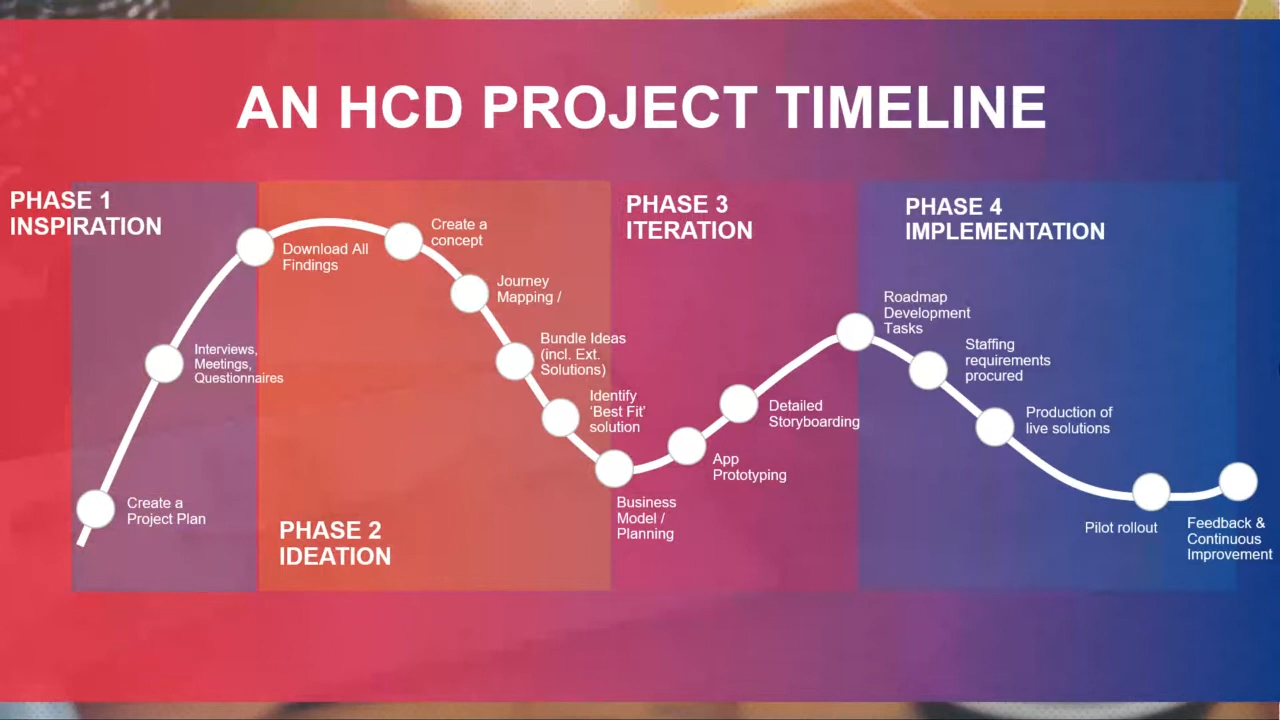 AN HCD PROJECT TIMELINE
PHASE 1
INSPIRATION
Create a
Project Plan
Interviews,
Meetings,
Questionnaires
PHASE 2
IDEATION
Download All
Findings
Create a
concept
Journey
Mapping /
Bundle Ideas
(incl. Ext.
Solutions)
Identify
‘Best Fit’
solution
PHASE 3
ITERATION
Business
Model /
Planning
App
Prototyping
Detailed
Storyboarding
PHASE 4
IMPLEMENTATION
Roadmap
Development
Tasks
Staffing
requirements
procured
Production of
live solutions
Pilot rollout
Feedback &
Continuous
Improvement